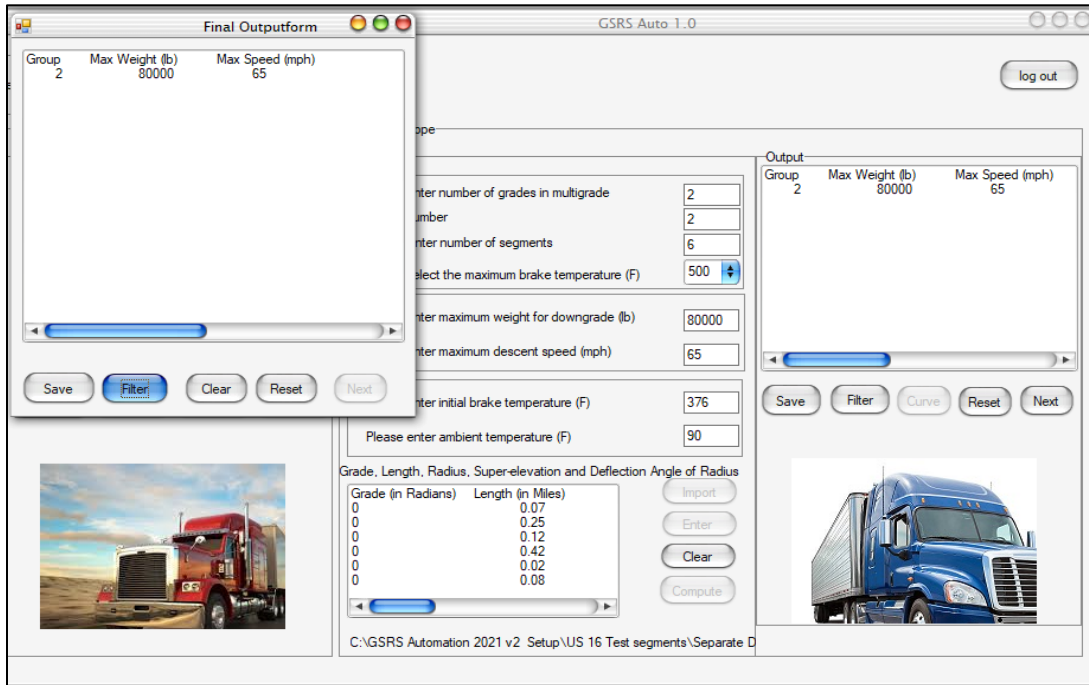 Final Outputform
Group Max Weight (lb) Max Speed (mph)
2 80000 65
Save Filter Clear Reset Next
GSRS Auto 1.0
log out
ope
nter number of grades in multigrade 2
umber 2
nter number of segments 6
elect the maximum brake temperature (F) 500
nter maximum weight for downgrade (lb) 80000
nter maximum descent speed (mph) 65
nter initial brake temperature (F) 376
Please enter ambient temperature (F) 90
Grade, Length, Radius, Super-elevation and Deflection Angle of Radius
Grade (in Radians) Length (in Miles)
0 0.07
0 0.25
0 0.12
0 0.42
0 0.02
0 0.08
Import
Enter
Clear
Compute
C:\GSRS Automation 2021 v2 Setup\US 16 Test segments\Separate D
Output
Group Max Weight (lb) Max Speed (mph)
2 80000 65
Save Filter Curve Reset Next